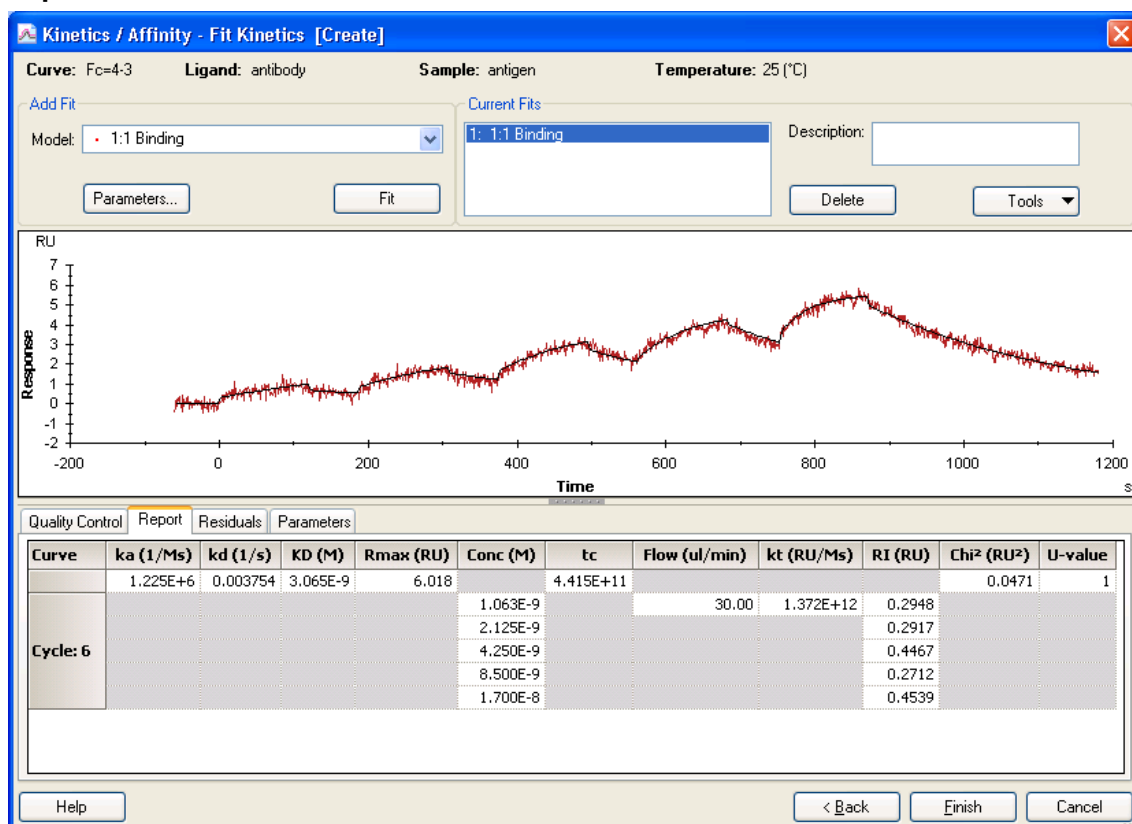 Kinetics / Affinity - Fit Kinetics [Create]
Curve: Fc=4-3 Ligand: antibody Sample: antigen Temperature: 25 (°C)
Add Fit
Model: 1:1 Binding
Parameters... Fit
Current Fits
1: 1:1 Binding
Description:
Delete Tools
RU
7
6
5
4
3
2
1
0
-1
-2
Response
-200 0 200 400 600 800 1000 1200
Time
s
Quality Control Report Residuals Parameters
Curve ka (1/Ms) kd (1/s) KD (M) Rmax (RU) Conc (M) tc Flow (ul/min) kt (RU/Ms) RI (RU) Chi² (RU²) U-value
1.225E+6 0.003754 3.065E-9 6.018 4.415E+11 0.0471 1
Cycle: 6
1.063E-9 30.00 1.372E+12 0.2948
2.125E-9 0.2917
4.250E-9 0.4467
8.500E-9 0.2712
1.700E-8 0.4539
Help < Back Finish Cancel